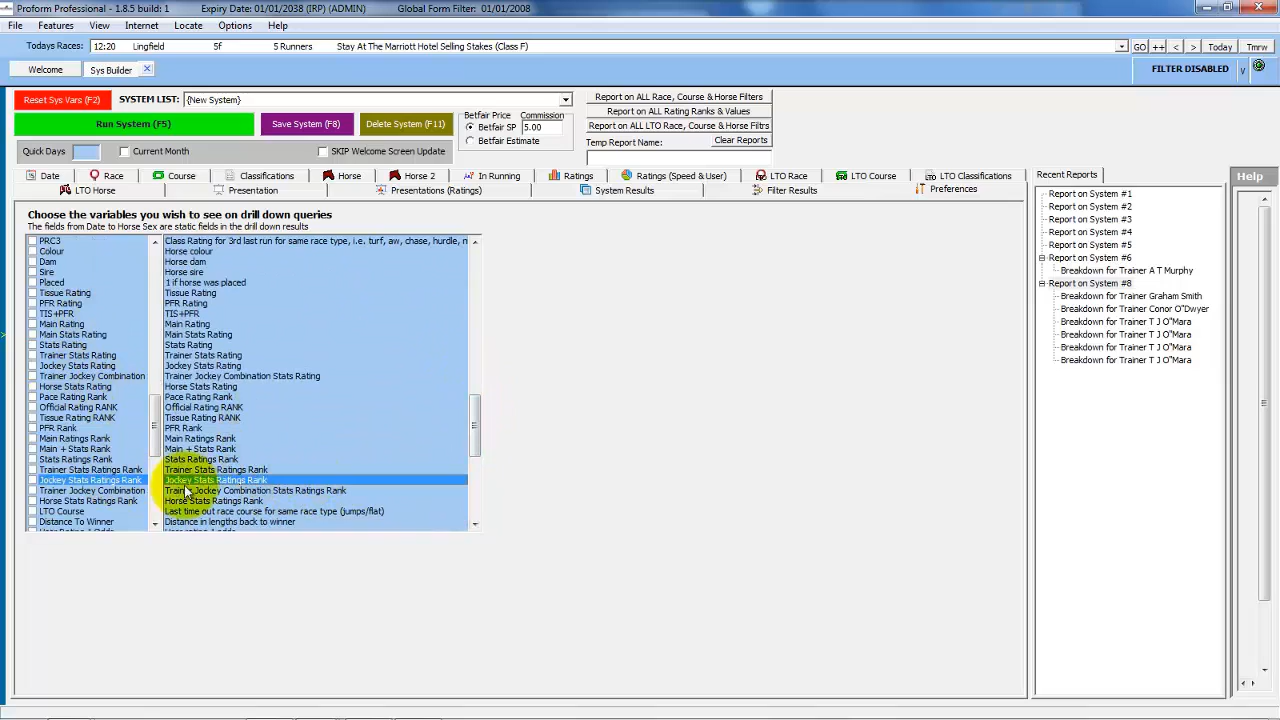 Proform Professional - 1.8.5 build: 1 Expiry Date: 01/01/2038 (IRP) (ADMIN) Global Form Filter: 01/01/2008
File Features View Internet Locate Options Help
Todays Races: 12:20 Lingfield 5f 5 Runners Stay At The Marriott Hotel Selling Stakes (Class F) GO ++ < > Today Tmrw
Welcome Sys Builder FILTER DISABLED v
Reset Sys Vars (F2) SYSTEM LIST: {New System}
Run System (F5) Save System (F8) Delete System (F11)
Quick Days Current Month SKIP Welcome Screen Update
Betfair Price Commission
Betfair SP 5.00
Betfair Estimate
Report on ALL Race, Course & Horse Filters
Report on ALL Rating Ranks & Values
Report on ALL LTO Race, Course & Horse Filtrs
Temp Report Name: Clear Reports
Date Race Course Classifications Horse Horse 2 In Running Ratings Ratings (Speed & User) LTO Race LTO Course LTO Classifications
LTO Horse Presentation Presentations (Ratings) System Results Filter Results Preferences
Choose the variables you wish to see on drill down queries
The fields from Date to Horse Sex are static fields in the drill down results
PRC3 Class Rating for 3rd last run for same race type, i.e. turf, aw, chase, hurdle, n
Colour Horse colour
Dam Horse dam
Sire Horse sire
Placed 1 if horse was placed
Tissue Rating Tissue Rating
PFR Rating PFR Rating
TIS+PFR TIS+PFR
Main Rating Main Rating
Main Stats Rating Main Stats Rating
Stats Rating Stats Rating
Trainer Stats Rating Trainer Stats Rating
Jockey Stats Rating Jockey Stats Rating
Trainer Jockey Combination Trainer Jockey Combination Stats Rating
Horse Stats Rating Horse Stats Rating
Pace Rating Rank Pace Rating Rank
Official Rating RANK Official Rating RANK
Tissue Rating RANK Tissue Rating RANK
PFR Rank PFR Rank
Main Ratings Rank Main Ratings Rank
Main + Stats Rank Main + Stats Rank
Stats Ratings Rank Stats Ratings Rank
Trainer Stats Ratings Rank Trainer Stats Ratings Rank
Jockey Stats Ratings Rank Jockey Stats Ratings Rank
Trainer Jockey Combination Trainer Jockey Combination Stats Ratings Rank
Horse Stats Ratings Rank Horse Stats Ratings Rank
LTO Course Last time out race course for same race type (jumps/flat)
Distance To Winner Distance in lengths back to winner
Recent Reports
Report on System #1
Report on System #2
Report on System #3
Report on System #4
Report on System #5
Report on System #6
Breakdown for Trainer A T Murphy
Report on System #8
Breakdown for Trainer Graham Smith
Breakdown for Trainer Conor O"Dwyer
Breakdown for Trainer T J O"Mara
Breakdown for Trainer T J O"Mara
Breakdown for Trainer T J O"Mara
Breakdown for Trainer T J O"Mara
Help